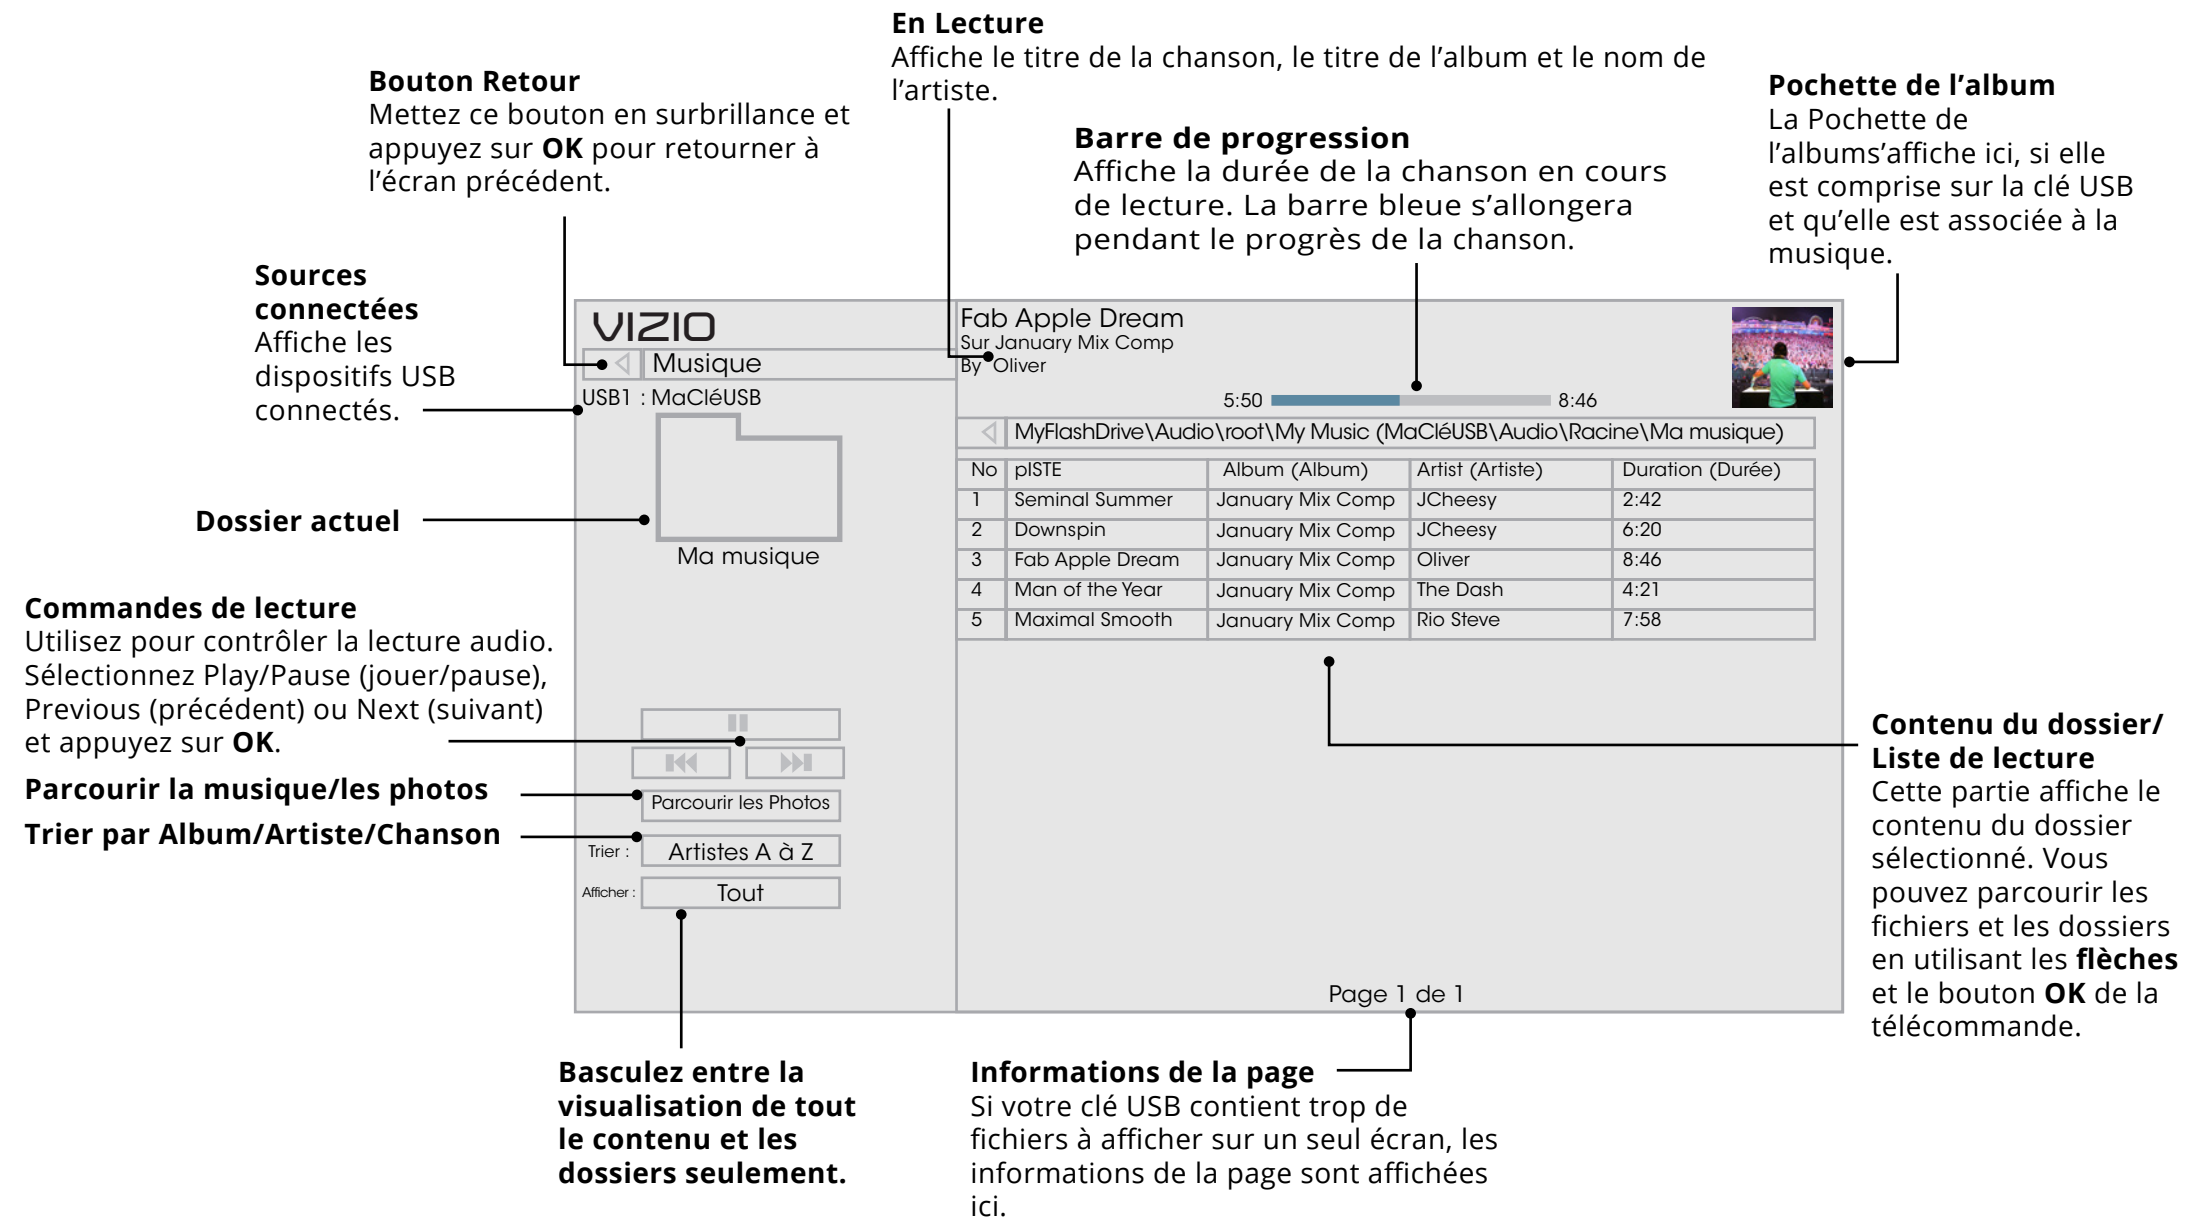 En Lecture
Affiche le titre de la chanson, le titre de l’album et le nom de
l’artiste.
Bouton Retour
Mettez ce bouton en surbrillance et
appuyez sur OK pour retourner à
l’écran précédent.
Barre de progression
Affiche la durée de la chanson en cours
de lecture. La barre bleue s’allongera
pendant le progrès de la chanson.
Pochette de l’album
La Pochette de
l’albums’affiche ici, si elle
est comprise sur la clé USB
et qu’elle est associée à la
musique.
Sources
connectées
Affiche les
dispositifs USB
connectés.
Dossier actuel
Commandes de lecture
Utilisez pour contrôler la lecture audio.
Sélectionnez Play/Pause (jouer/pause),
Previous (précédent) ou Next (suivant)
et appuyez sur OK.
Parcourir la musique/les photos
Trier par Album/Artiste/Chanson
VIZIO
Musique
USB1 : MaCléUSB
Ma musique
Parcourir les Photos
Trier : Artistes A à Z
Afficher : Tout
Fab Apple Dream
Sur January Mix Comp
By Oliver
5:50 8:46
MyFlashDrive\Audio\root\My Music (MaCléUSB\Audio\Racine\Ma musique)
No pISTE Album (Album) Artist (Artiste) Duration (Durée)
1 Seminal Summer January Mix Comp JCheesy 2:42
2 Downspin January Mix Comp JCheesy 6:20
3 Fab Apple Dream January Mix Comp Oliver 8:46
4 Man of the Year January Mix Comp The Dash 4:21
5 Maximal Smooth January Mix Comp Rio Steve 7:58
Page 1 de 1
Contenu du dossier/
Liste de lecture
Cette partie affiche le
contenu du dossier
sélectionné. Vous
pouvez parcourir les
fichiers et les dossiers
en utilisant les flèches
et le bouton OK de la
télécommande.
Basculez entre la
visualisation de tout
le contenu et les
dossiers seulement.
Informations de la page
Si votre clé USB contient trop de
fichiers à afficher sur un seul écran, les
informations de la page sont affichées
ici.